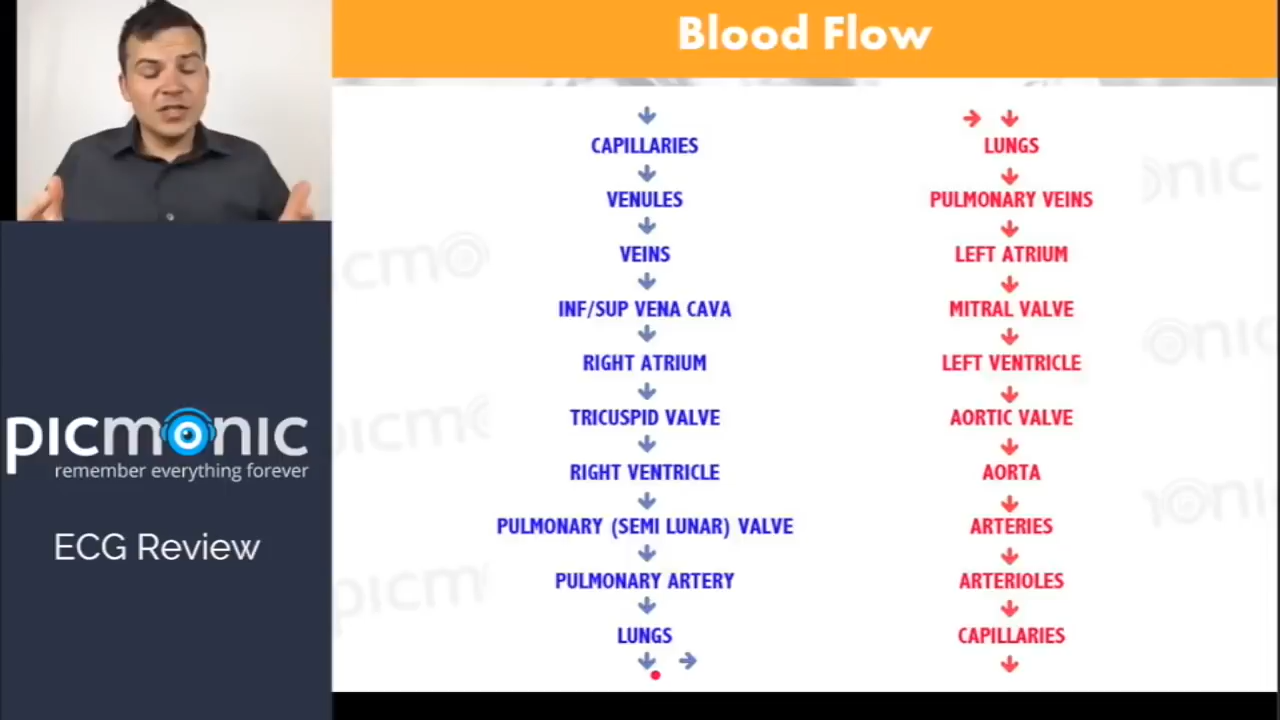 Blood Flow
CAPILLARIES
VENULES
VEINS
INF/SUP VENA CAVA
RIGHT ATRIUM
TRICUSPID VALVE
RIGHT VENTRICLE
PULMONARY (SEMI LUNAR) VALVE
PULMONARY ARTERY
LUNGS
LUNGS
PULMONARY VEINS
LEFT ATRIUM
MITRAL VALVE
LEFT VENTRICLE
AORTIC VALVE
AORTA
ARTERIES
ARTERIOLES
CAPILLARIES
picmonic
remember everything forever
ECG Review